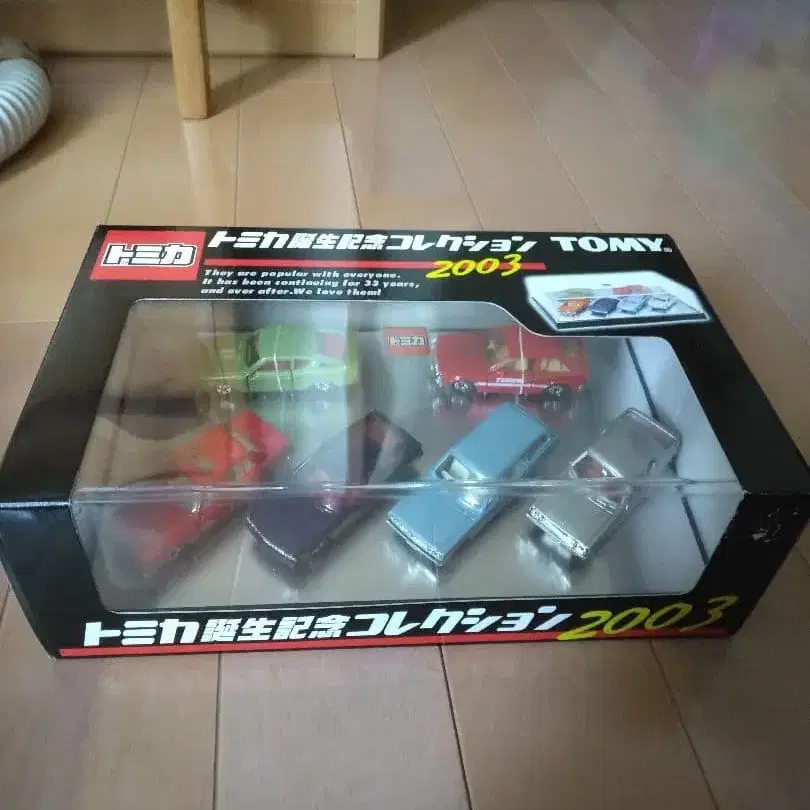 トミカ
トミカ誕生記念コレクション TOMY®
2003
They are popular with everyone.
It has been continuing for 33 years,
and ever after.We love them!
トミカ
トミカ誕生記念コレクション 2003